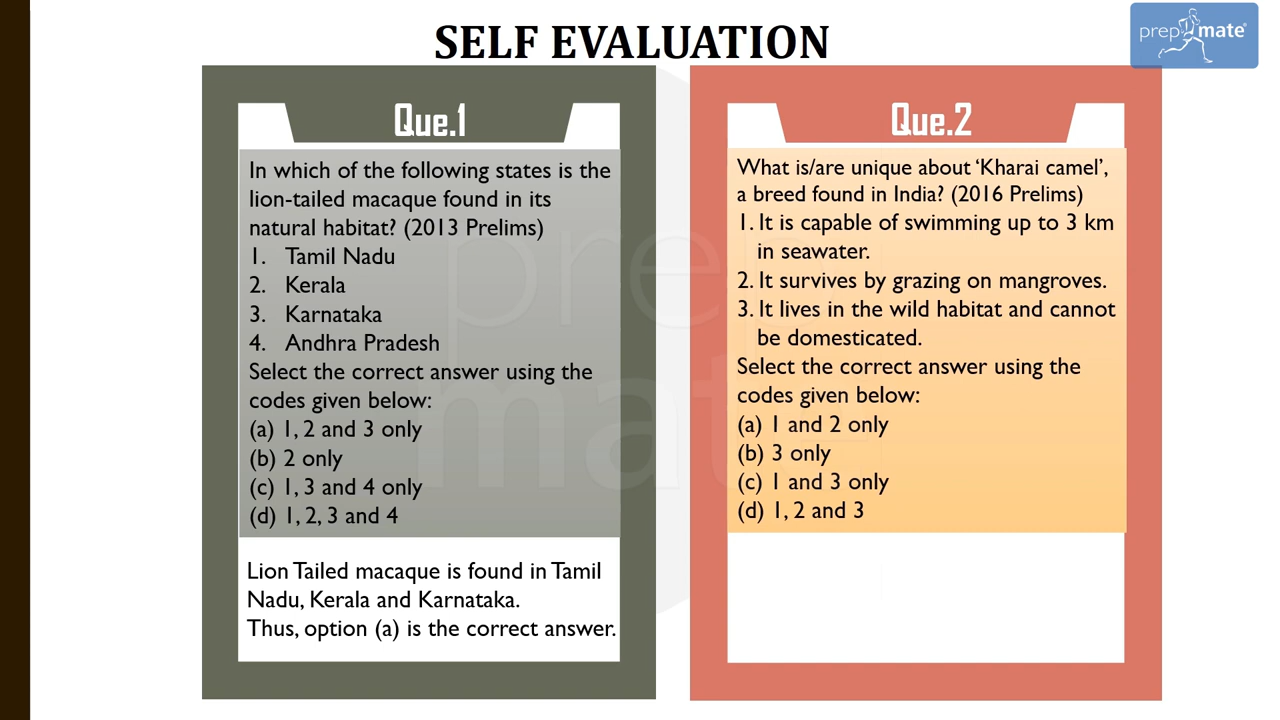 SELF EVALUATION
prep mate
Que.1
In which of the following states is the
lion-tailed macaque found in its
natural habitat? (2013 Prelims)
1. Tamil Nadu
2. Kerala
3. Karnataka
4. Andhra Pradesh
Select the correct answer using the
codes given below:
(a) 1, 2 and 3 only
(b) 2 only
(c) 1, 3 and 4 only
(d) 1, 2, 3 and 4
Lion Tailed macaque is found in Tamil
Nadu, Kerala and Karnataka.
Thus, option (a) is the correct answer.
Que.2
What is/are unique about ‘Kharai camel’,
a breed found in India? (2016 Prelims)
1. It is capable of swimming up to 3 km
in seawater.
2. It survives by grazing on mangroves.
3. It lives in the wild habitat and cannot
be domesticated.
Select the correct answer using the
codes given below:
(a) 1 and 2 only
(b) 3 only
(c) 1 and 3 only
(d) 1, 2 and 3
prep
mate